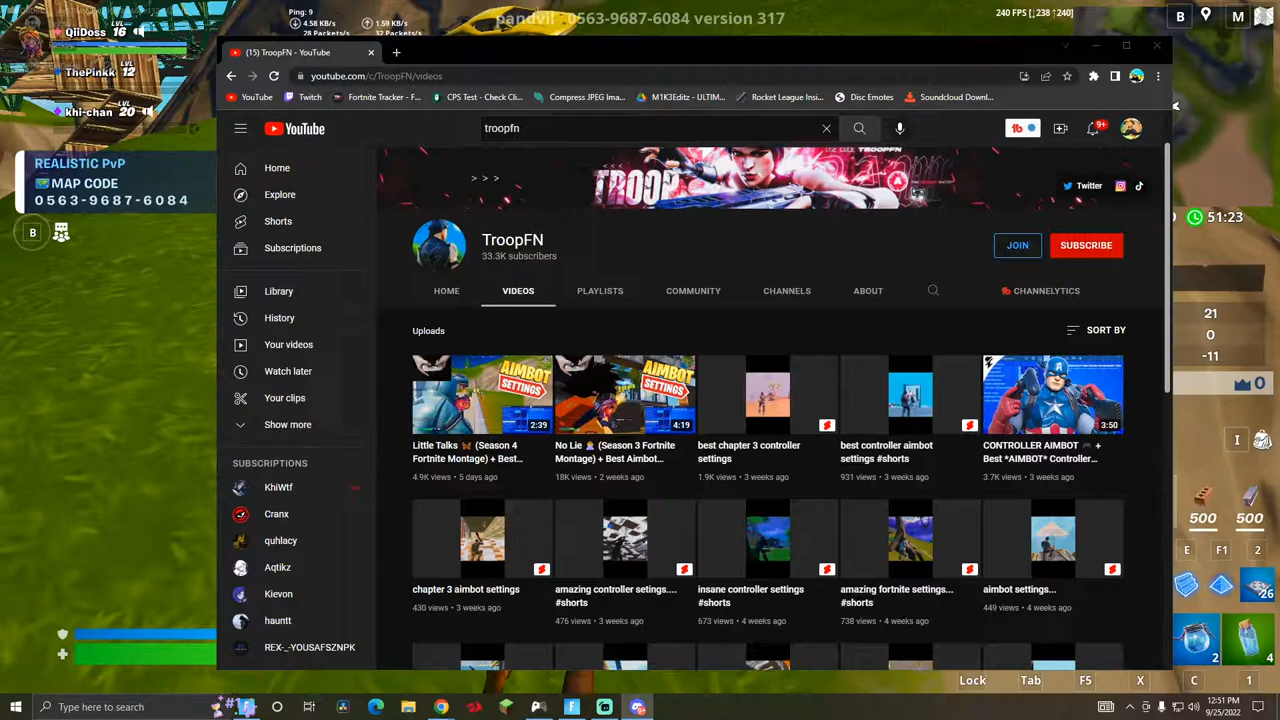 pandvil : 0563-9687-6084 version 317
Ping: 9
4.58 KB/s
1.59 KB/s
28 Packets/s
32 Packets/s
240 FPS [↓238 ↑240]
B
M
QiiDoss LVL 16
ThePinkk LVL 12
khi-chan LVL 20
REALISTIC PvP
MAP CODE
0563-9687-6084
B
51:23
21
0
-11
0
I
500 500
E F1 2
26
2 4
Lock Tab F5 X C 1
(15) TroopFN - YouTube
youtube.com/c/TroopFN/videos
YouTube
Twitch
Fortnite Tracker - F...
CPS Test - Check Cli...
Compress JPEG Ima...
M1K3Editz - ULTIM...
Rocket League Insi...
Disc Emotes
Soundcloud Downl...
YouTube
troopfn
9+
Home
Explore
Shorts
Subscriptions
Library
History
Your videos
Watch later
Your clips
Show more
SUBSCRIPTIONS
KhiWtf
Cranx
quhlacy
Aqtikz
Kievon
hauntt
REX-_-YOUSAFSZNPK
> > >
TROOP
Twitter
TroopFN
33.3K subscribers
JOIN
SUBSCRIBE
HOME
VIDEOS
PLAYLISTS
COMMUNITY
CHANNELS
ABOUT
CHANNELYTICS
Uploads
SORT BY
AIMBOT
SETTINGS
2:39
Little Talks 🦋 (Season 4
Fortnite Montage) + Best...
4.9K views • 5 days ago
AIMBOT
SETTINGS
4:19
No Lie 🤦 (Season 3 Fortnite
Montage) + Best Aimbot...
18K views • 2 weeks ago
best chapter 3 controller
settings
1.9K views • 3 weeks ago
best controller aimbot
settings #shorts
931 views • 3 weeks ago
3:50
CONTROLLER AIMBOT 🎮 +
Best *AIMBOT* Controller...
3.7K views • 3 weeks ago
chapter 3 aimbot settings
430 views • 3 weeks ago
amazing controller setings....
#shorts
476 views • 3 weeks ago
insane controller settings
#shorts
673 views • 4 weeks ago
amazing fortnite settings...
#shorts
738 views • 4 weeks ago
aimbot settings...
449 views • 4 weeks ago
Type here to search
12:51 PM
9/25/2022